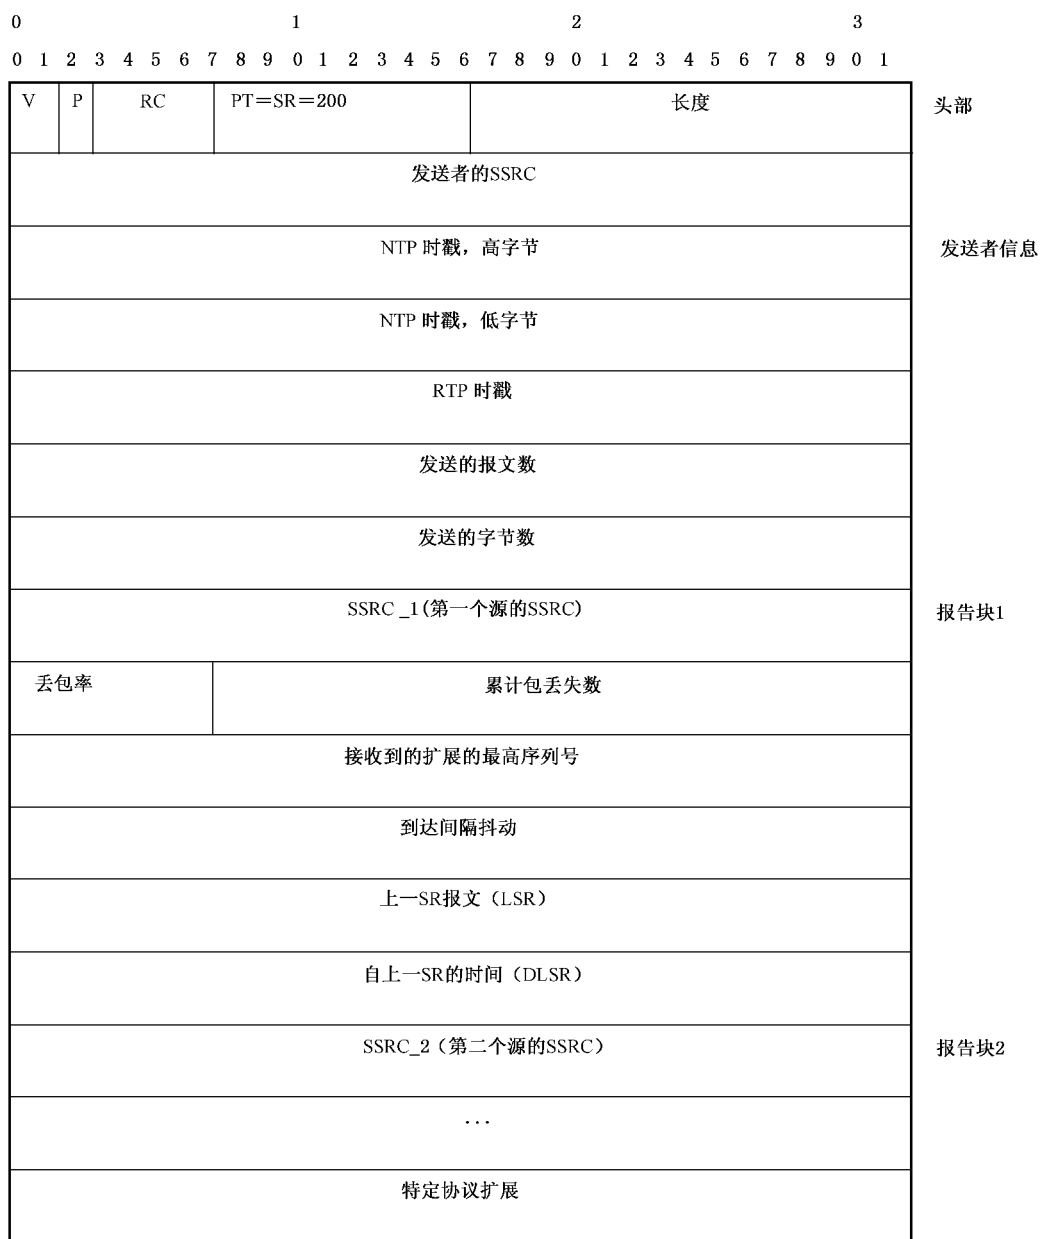 0 1 2 3
0 1 2 3 4 5 6 7 8 9 0 1 2 3 4 5 6 7 8 9 0 1 2 3 4 5 6 7 8 9 0 1
V P RC PT=SR=200 长度 头部
发送者的SSRC
NTP 时戳，高字节 发送者信息
NTP 时戳，低字节
RTP 时戳
发送的报文数
发送的字节数
SSRC _1(第一个源的SSRC) 报告块1
丢包率 累计包丢失数
接收到的扩展的最高序列号
到达间隔抖动
上一SR报文（LSR）
自上一SR的时间（DLSR）
SSRC_2（第二个源的SSRC） 报告块2
...
特定协议扩展